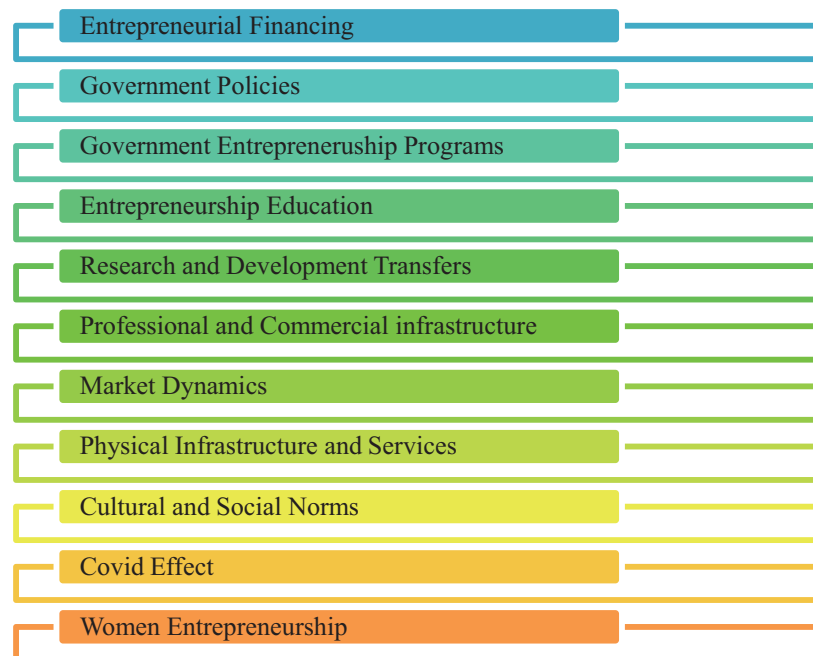 Entrepreneurial Financing
Government Policies
Government Entrepreneruship Programs
Entrepreneurship Education
Research and Development Transfers
Professional and Commercial infrastructure
Market Dynamics
Physical Infrastructure and Services
Cultural and Social Norms
Covid Effect
Women Entrepreneurship